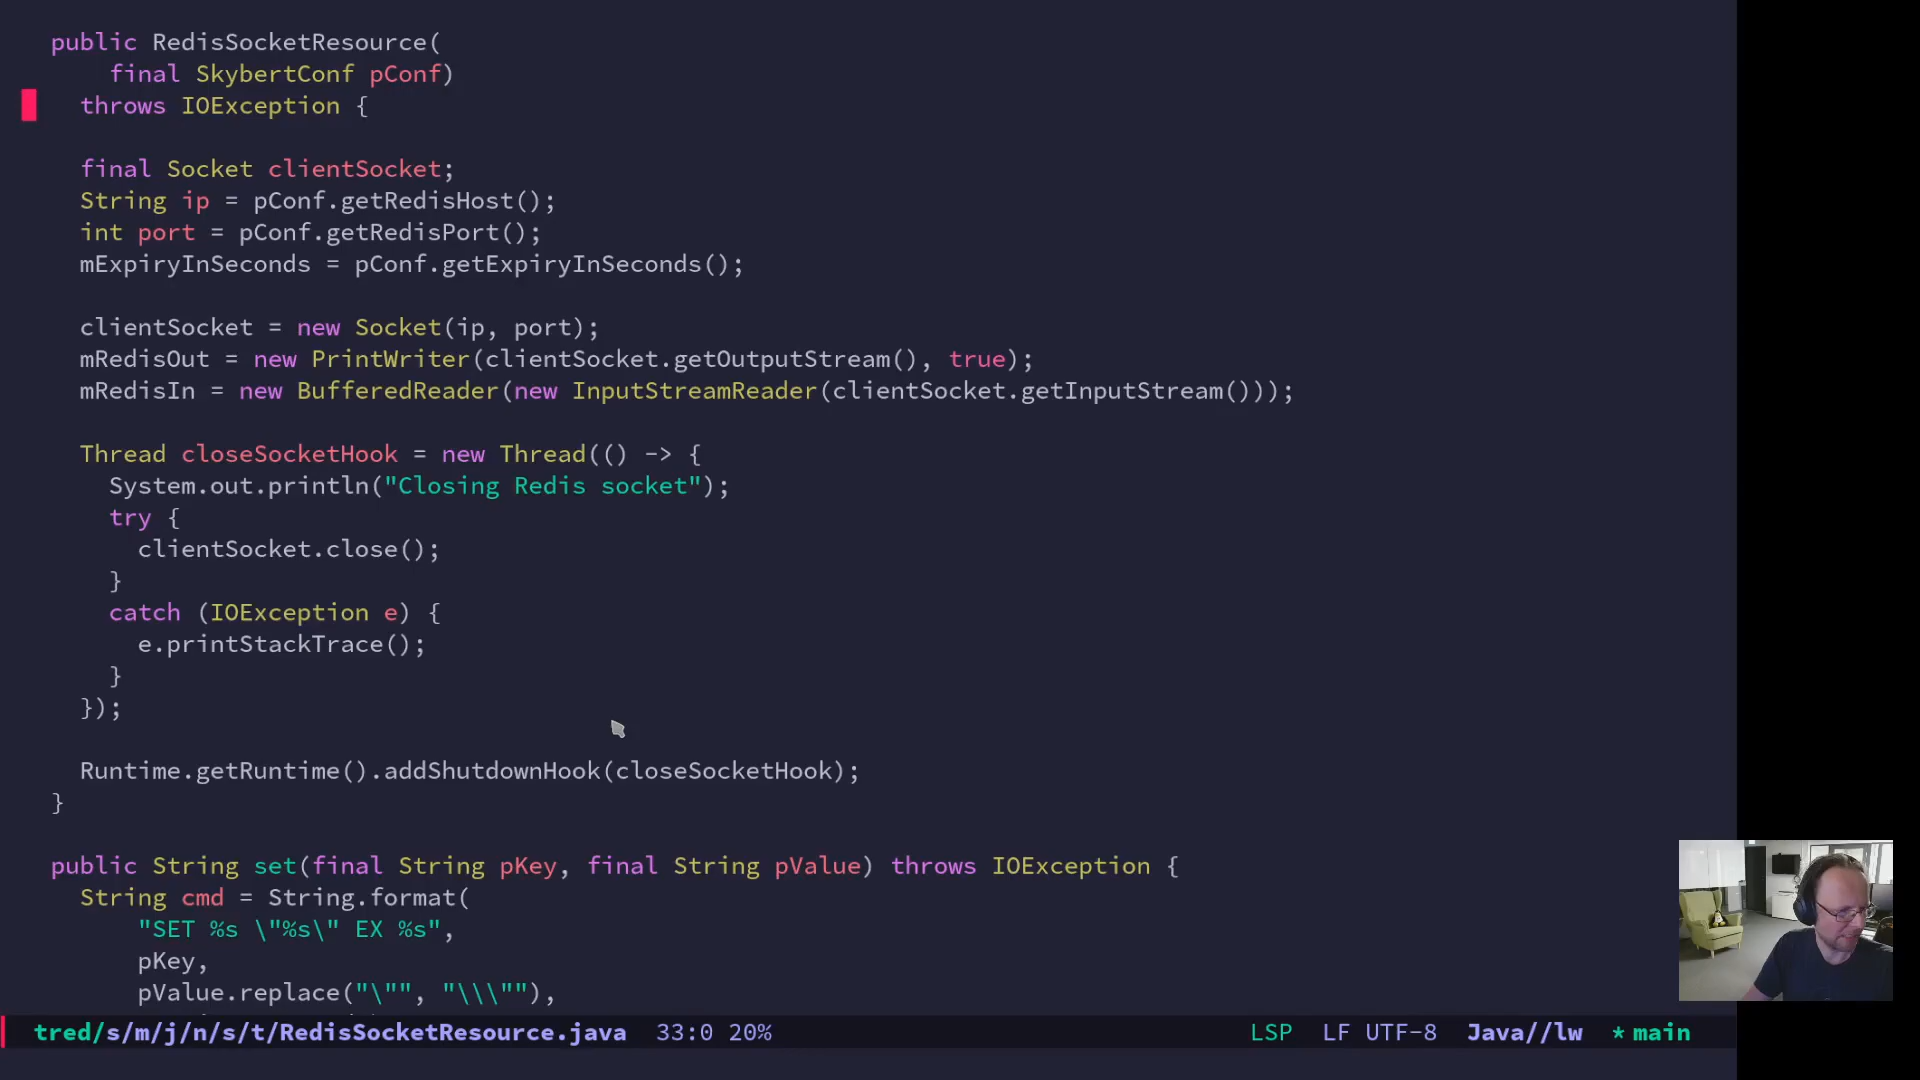 public RedisSocketResource(
final SkybertConf pConf)
throws IOException {
final Socket clientSocket;
String ip = pConf.getRedisHost();
int port = pConf.getRedisPort();
mExpiryInSeconds = pConf.getExpiryInSeconds();
clientSocket = new Socket(ip, port);
mRedisOut = new PrintWriter(clientSocket.getOutputStream(), true);
mRedisIn = new BufferedReader(new InputStreamReader(clientSocket.getInputStream()));
Thread closeSocketHook = new Thread(() -> {
System.out.println("Closing Redis socket");
try {
clientSocket.close();
}
catch (IOException e) {
e.printStackTrace();
}
});
Runtime.getRuntime().addShutdownHook(closeSocketHook);
}
public String set(final String pKey, final String pValue) throws IOException {
String cmd = String.format(
"SET %s \"%s\" EX %s",
pKey,
pValue.replace("\"", "\\\""),
tred/s/m/j/n/s/t/RedisSocketResource.java 33:0 20% LSP LF UTF-8 Java//lw * main